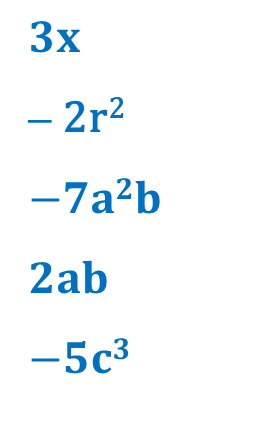 3x
– 2r²
−7a²b
2ab
−5c³